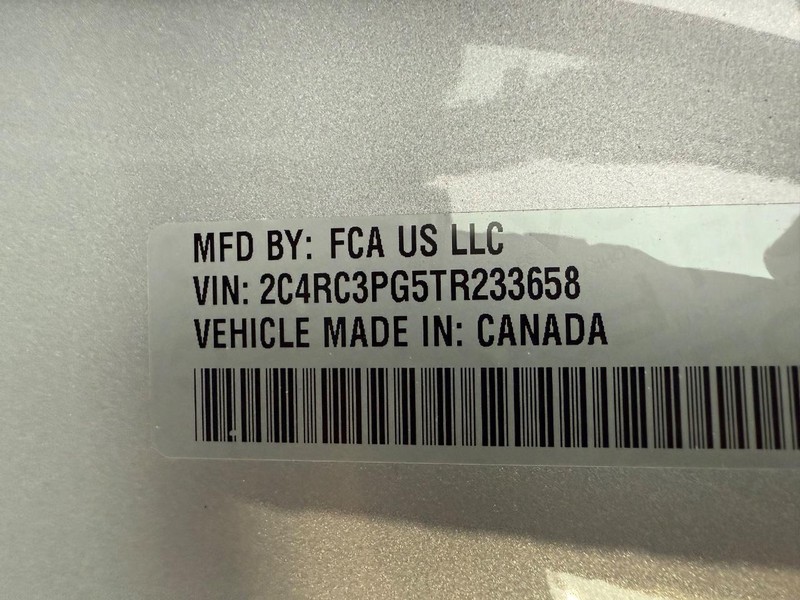 MFD BY: FCA US LLC
VIN: 2C4RC3PG5TR233658
VEHICLE MADE IN: CANADA